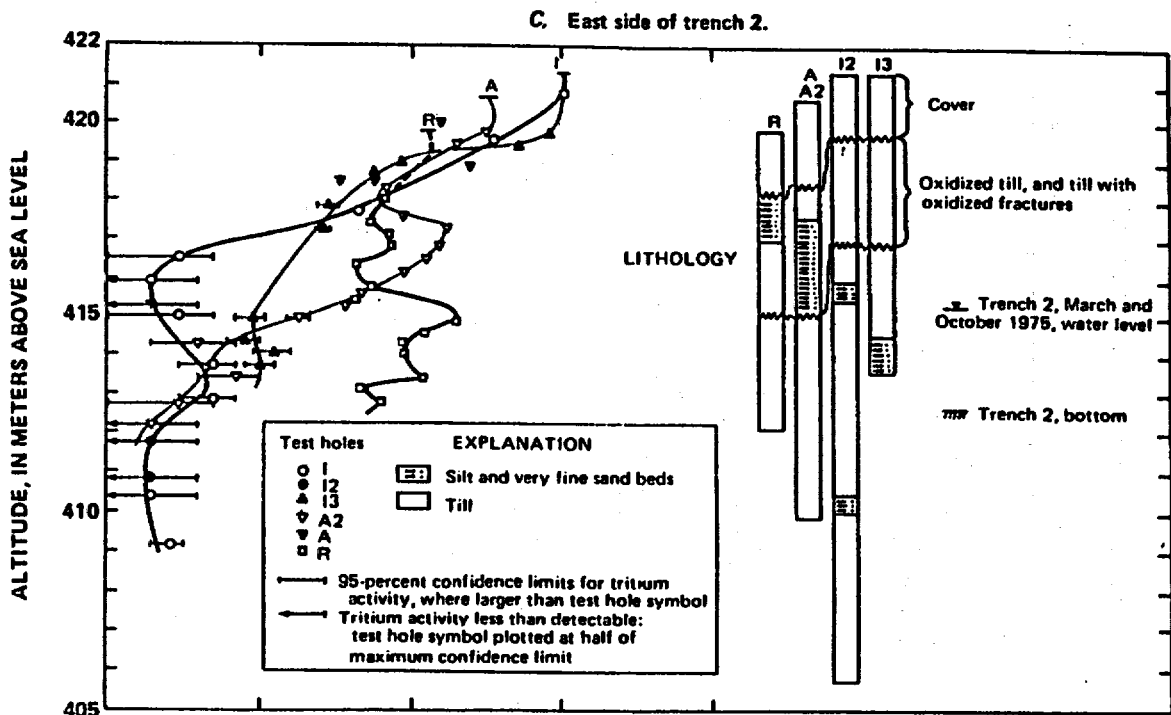 C. East side of trench 2.
422
420
415
410
405
ALTITUDE, IN METERS ABOVE SEA LEVEL
I
A
R
R
A
A2
I2
I3
Cover
Oxidized till, and till with
oxidized fractures
LITHOLOGY
Trench 2, March and
October 1975, water level
Trench 2, bottom
Test holes
I
I2
I3
A2
A
R
EXPLANATION
Silt and very fine sand beds
Till
95-percent confidence limits for tritium
activity, where larger than test hole symbol
Tritium activity less than detectable:
test hole symbol plotted at half of
maximum confidence limit